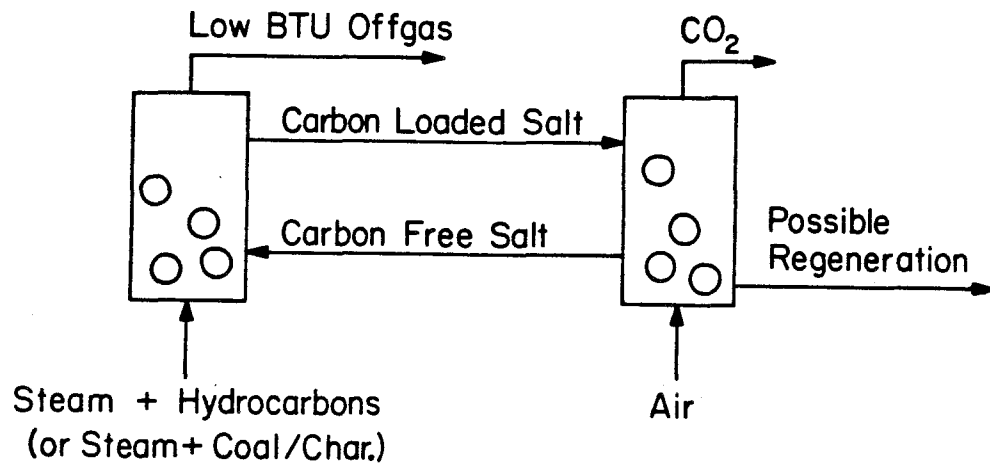 Low BTU Offgas
CO₂
Carbon Loaded Salt
Carbon Free Salt
Possible
Regeneration
Steam + Hydrocarbons
(or Steam+ Coal/Char.)
Air